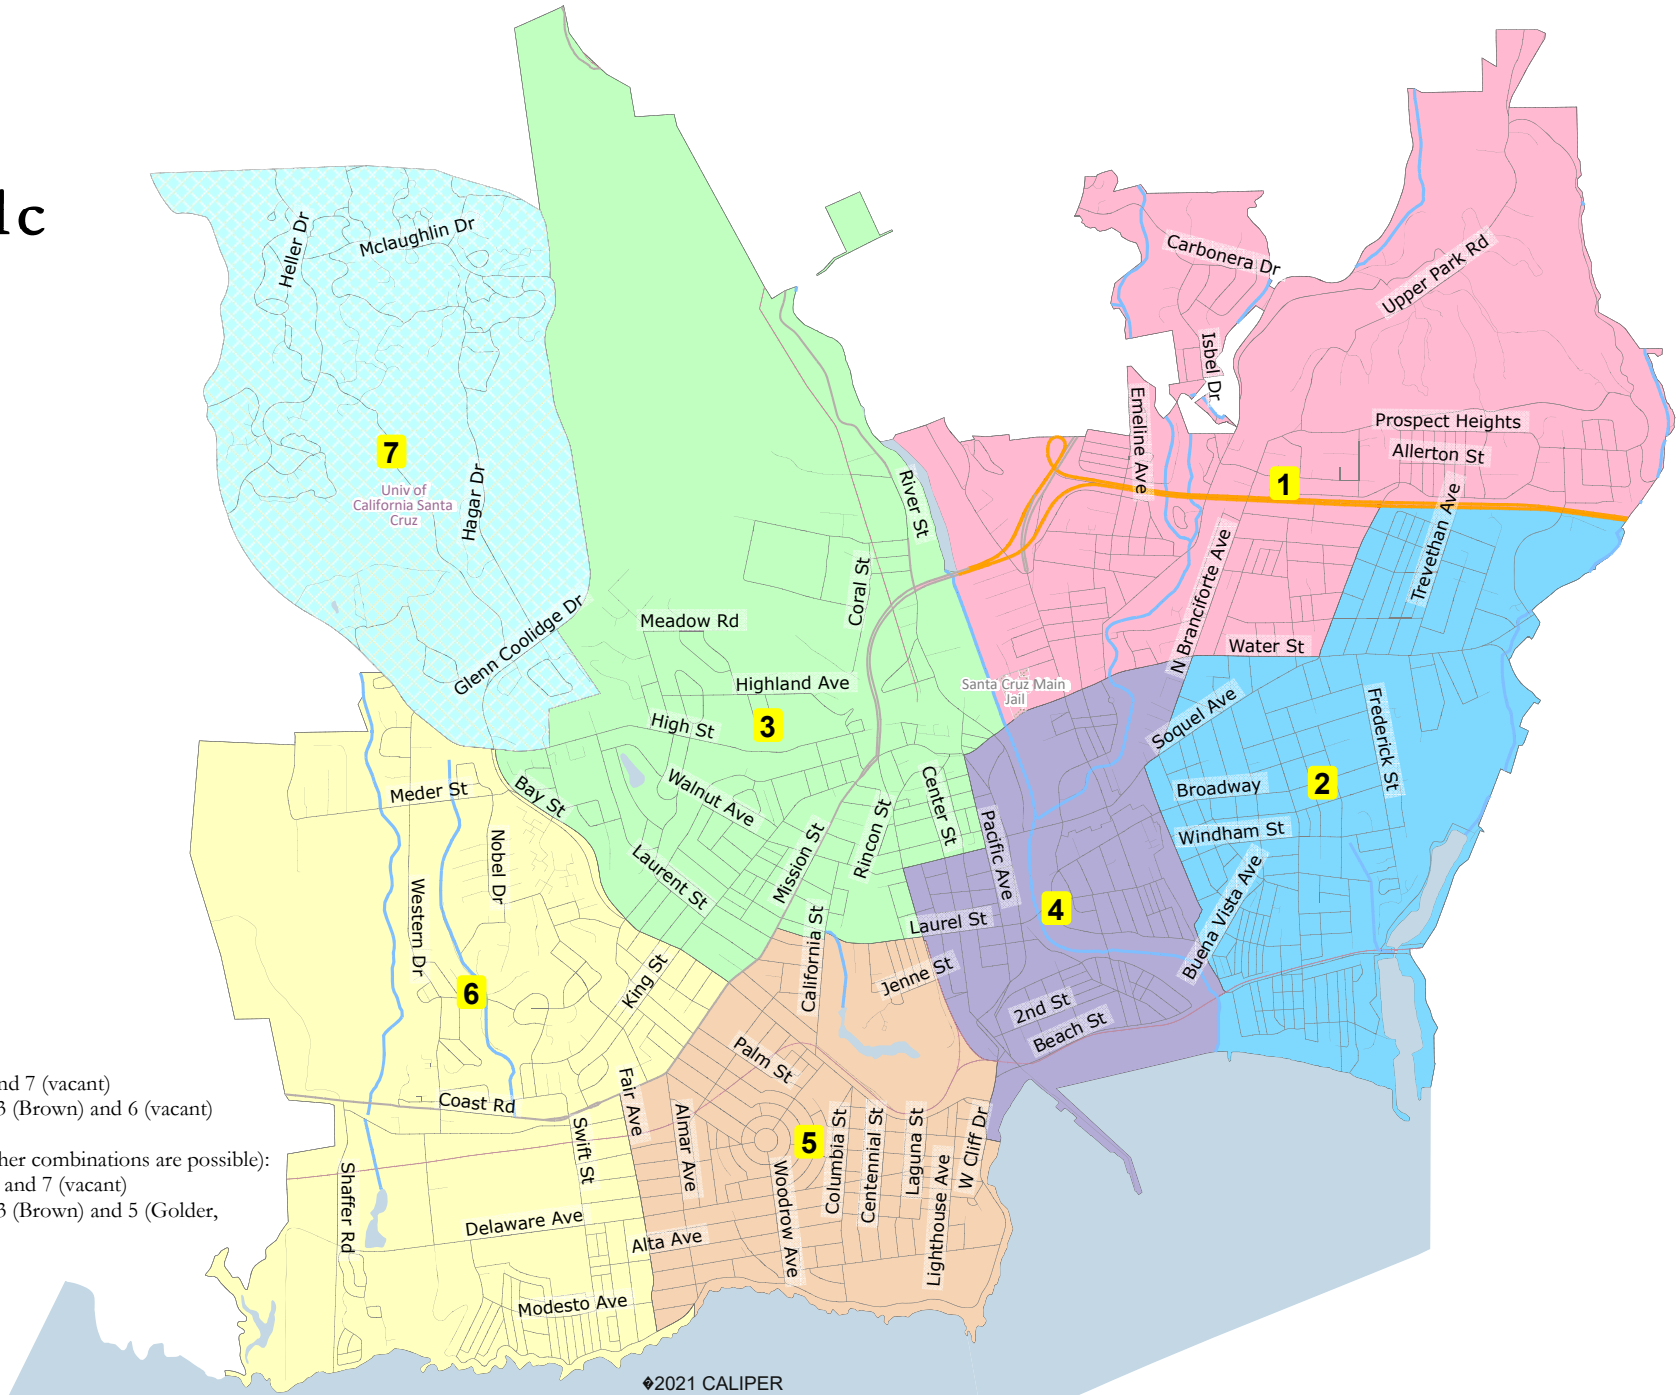 lc
Heller Dr
Mclaughlin Dr
Carbonera Dr
Upper Park Rd
Isbel Dr
Emeline Ave
Prospect Heights
Allerton St
7
Univ of
California Santa
Cruz
Hagar Dr
River St
1
Trevethan Ave
Coral St
N Branciforte Ave
Glenn Coolidge Dr
Meadow Rd
Water St
Highland Ave
Santa Cruz Main
Jail
High St
3
Soquel Ave
Frederick St
Meder St
Bay St
Walnut Ave
Center St
Broadway
2
Nobel Dr
Mission St
Rincon St
Pacific Ave
Windham St
Laurent St
Western Dr
California St
Laurel St
4
Buena Vista Ave
6
King St
Jenne St
2nd St
Beach St
Palm St
nd 7 (vacant)
3 (Brown) and 6 (vacant)
Coast Rd
Fair Ave
Almar Ave
Swift St
5
Columbia St
Centennial St
Laguna St
W Cliff Dr
her combinations are possible):
and 7 (vacant)
3 (Brown) and 5 (Golder,
Shaffer Rd
Delaware Ave
Alta Ave
Woodrow Ave
Lighthouse Ave
Modesto Ave
�2021 CALIPER